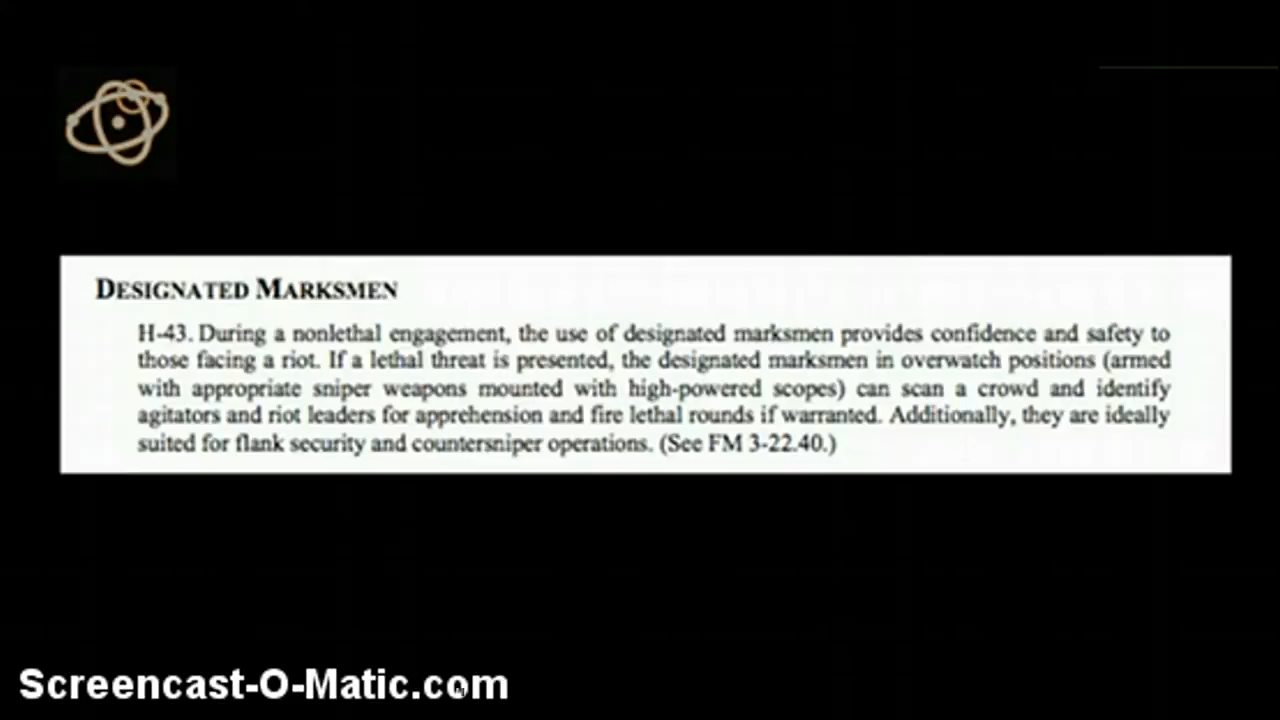 DESIGNATED MARKSMEN
H-43. During a nonlethal engagement, the use of designated marksmen provides confidence and safety to
those facing a riot. If a lethal threat is presented, the designated marksmen in overwatch positions (armed
with appropriate sniper weapons mounted with high-powered scopes) can scan a crowd and identify
agitators and riot leaders for apprehension and fire lethal rounds if warranted. Additionally, they are ideally
suited for flank security and countersniper operations. (See FM 3-22.40.)
Screencast-O-Matic.com